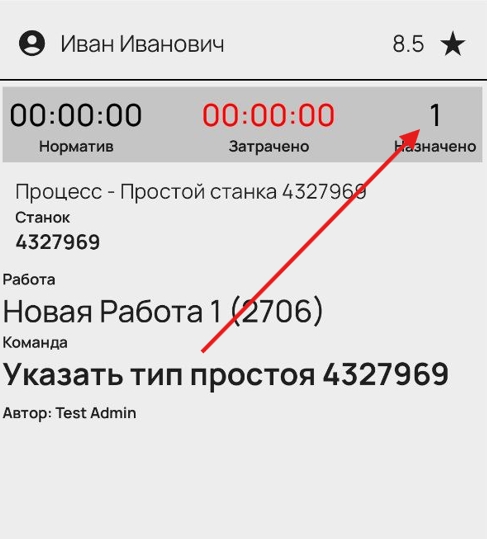 Иван Иванович 8.5
00:00:00 00:00:00 1
Норматив Затрачено Назначено
Процесс - Простой станка 4327969
Станок
4327969
Работа
Новая Работа 1 (2706)
Команда
Указать тип простоя 4327969
Автор: Test Admin